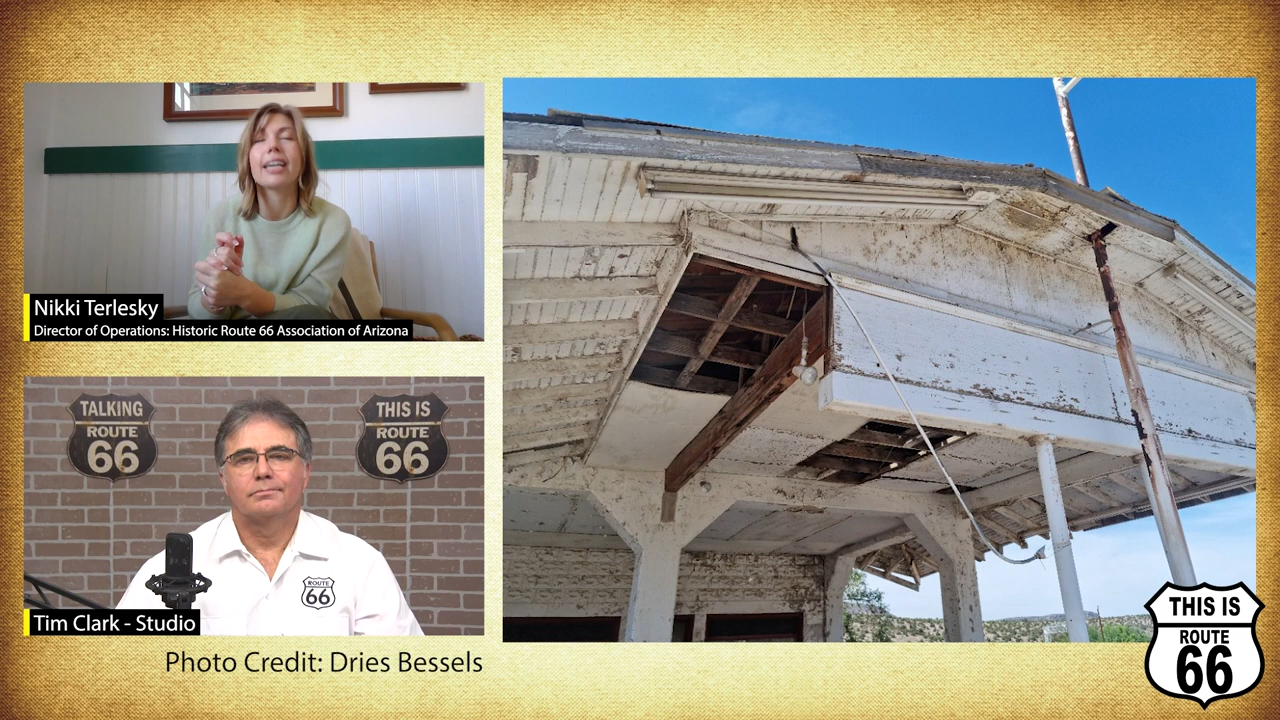 Nikki Terlesky
Director of Operations: Historic Route 66 Association of Arizona
TALKING
ROUTE
66
THIS IS
ROUTE
66
ROUTE
66
Tim Clark - Studio
Photo Credit: Dries Bessels
THIS IS
ROUTE
66